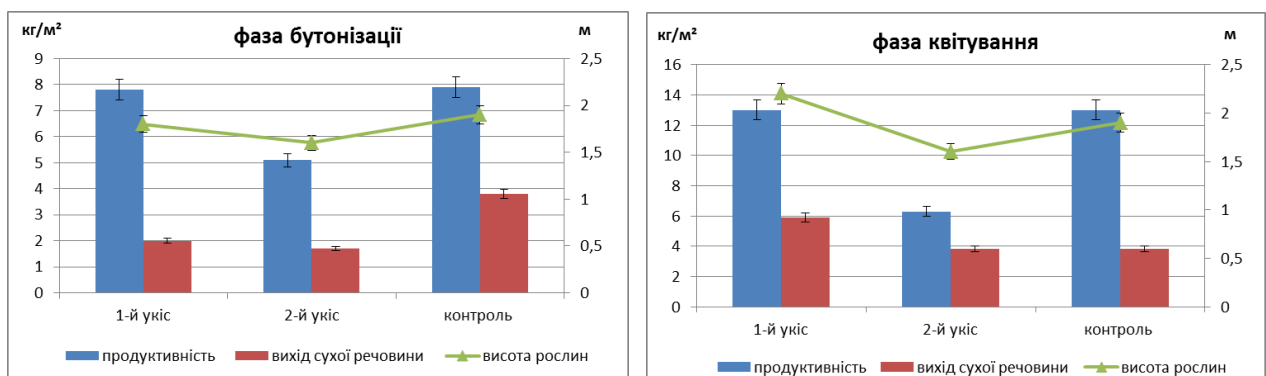 кг/м²
фаза бутонізації
м
9
8
7
6
5
4
3
2
1
0
2,5
2
1,5
1
0,5
0
1-й укіс
2-й укіс
контроль
продуктивність
вихід сухої речовини
висота рослин
кг/м²
фаза квітування
м
16
14
12
10
8
6
4
2
0
2,5
2
1,5
1
0,5
0
1-й укіс
2-й укіс
контроль
продуктивність
вихід сухої речовини
висота рослин